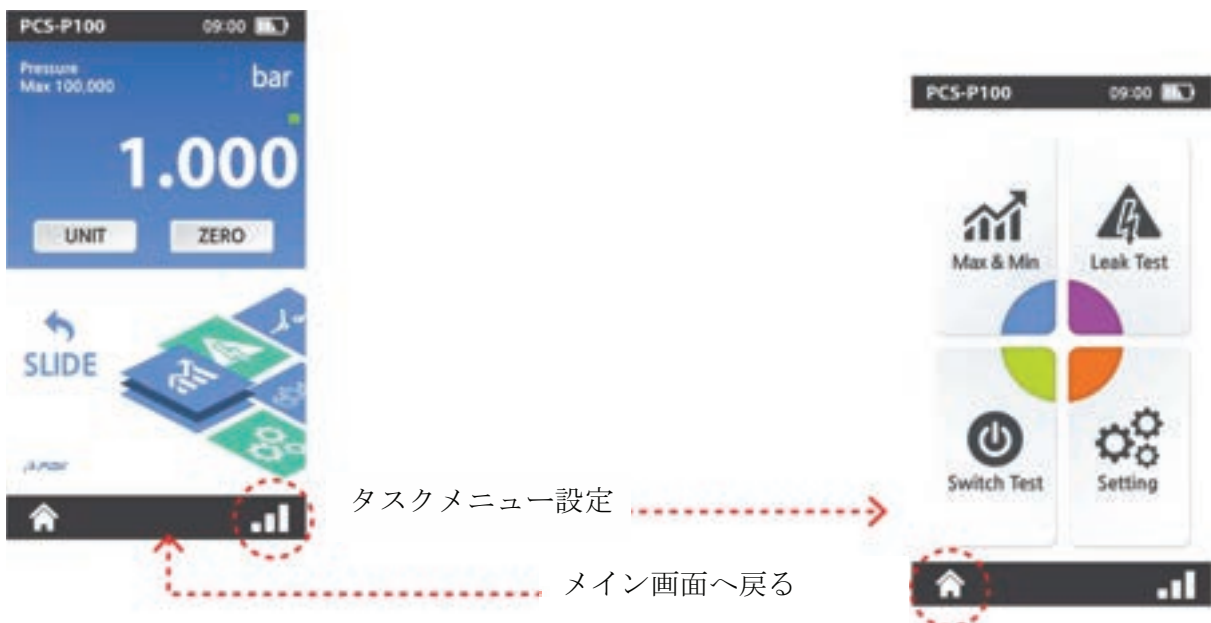 PCS-P100 09:00
Pressure
Max 100,000
bar
1.000
UNIT ZERO
SLIDE
タスクメニュー設定
メイン画面へ戻る
PCS-P100 09:00
Max & Min
Leak Test
Switch Test
Setting